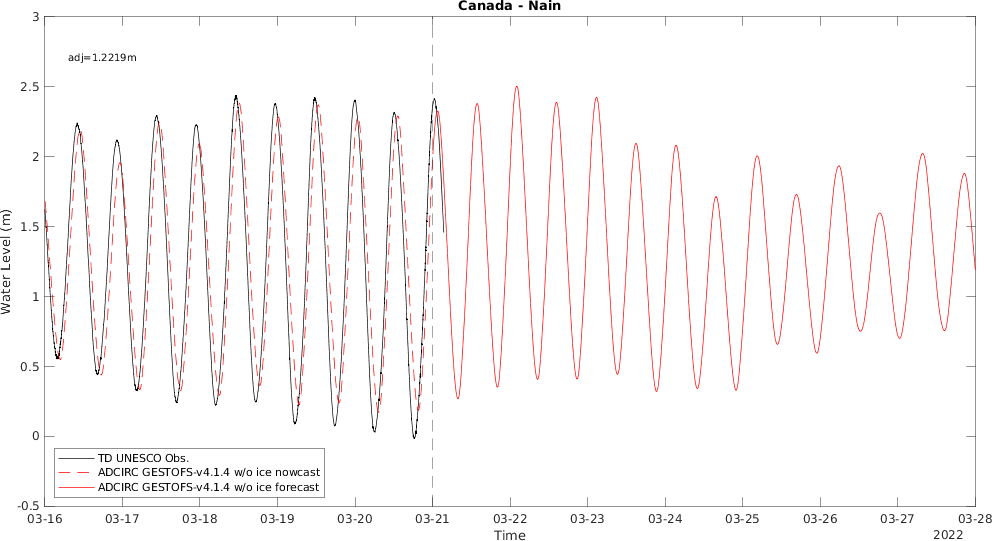 Canada - Nain
adj=1.2219m
3
2.5
2
1.5
1
0.5
0
-0.5
Water Level (m)
TD UNESCO Obs.
ADCIRC GESTOFS-v4.1.4 w/o ice nowcast
ADCIRC GESTOFS-v4.1.4 w/o ice forecast
03-16 03-17 03-18 03-19 03-20 03-21 03-22 03-23 03-24 03-25 03-26 03-27 03-28
Time
2022